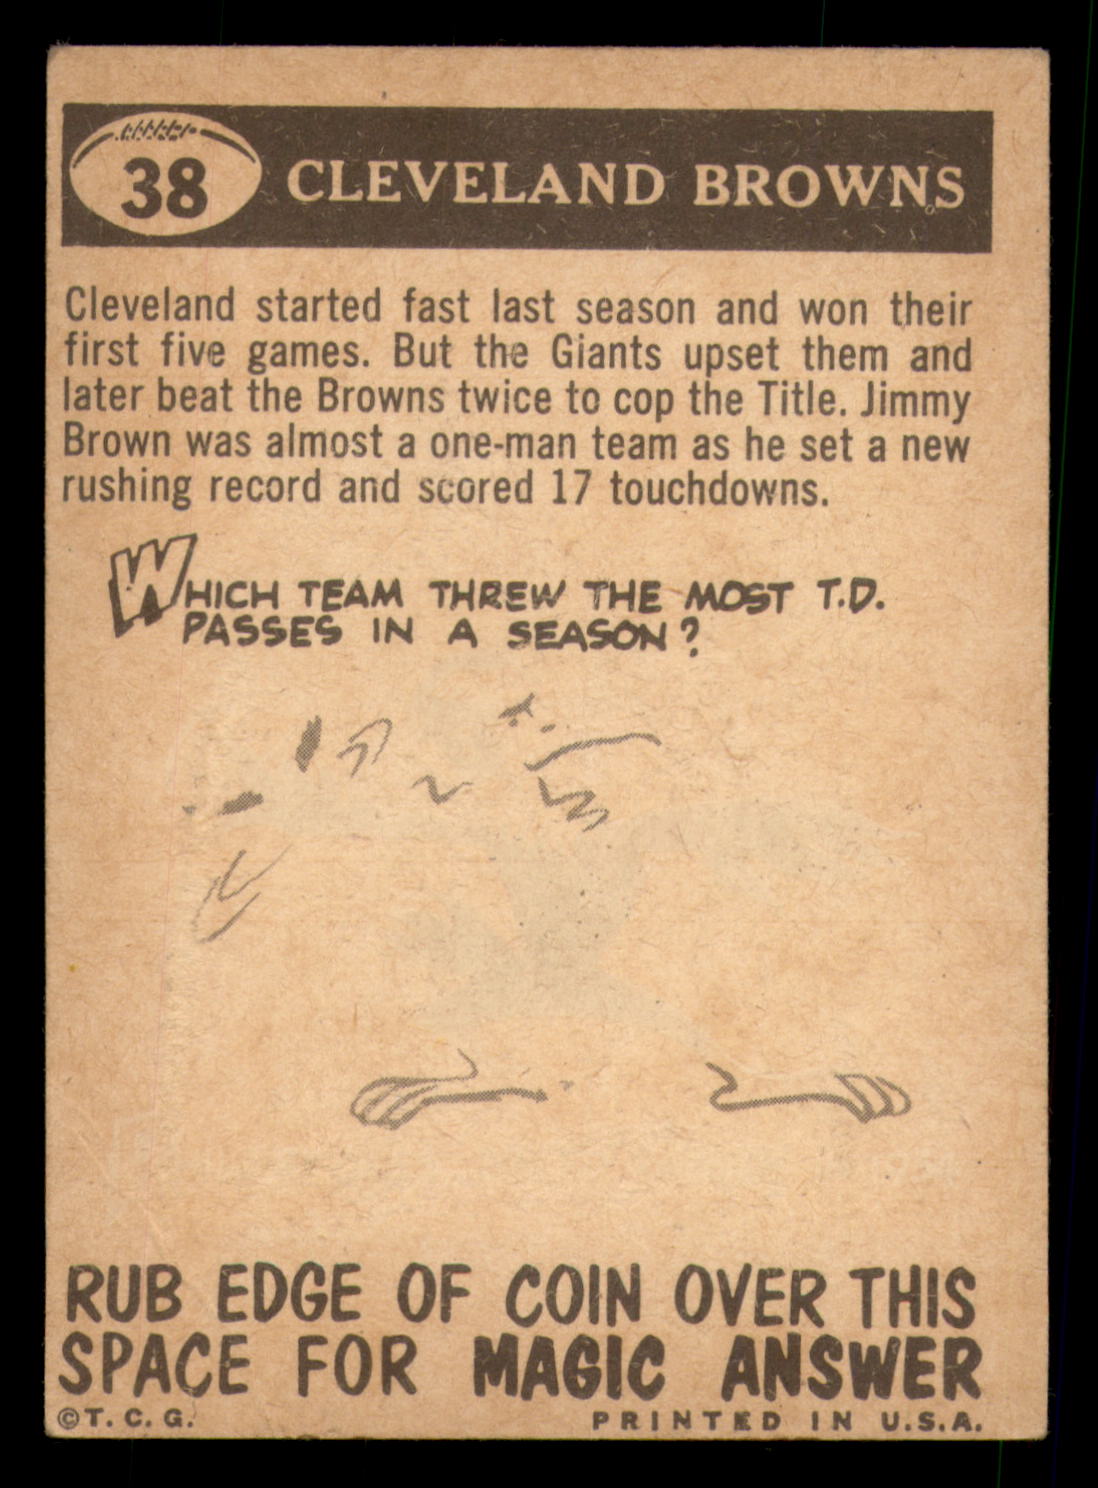 38 CLEVELAND BROWNS
Cleveland started fast last season and won their
first five games. But the Giants upset them and
later beat the Browns twice to cop the Title. Jimmy
Brown was almost a one-man team as he set a new
rushing record and scored 17 touchdowns.
WHICH TEAM THREW THE MOST T.D.
PASSES IN A SEASON?
RUB EDGE OF COIN OVER THIS
SPACE FOR MAGIC ANSWER
©T. C. G. PRINTED IN U.S.A.